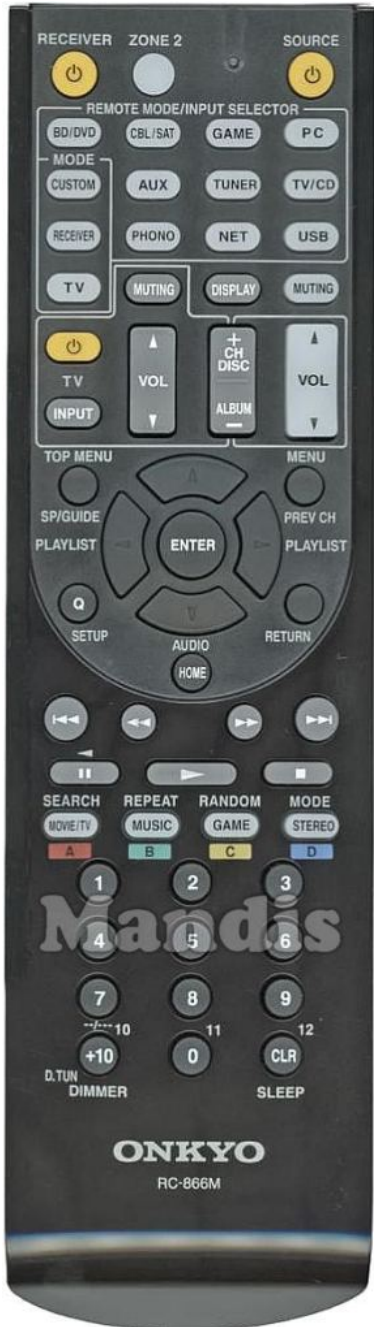 RECEIVER ZONE 2 SOURCE
REMOTE MODE/INPUT SELECTOR
BD/DVD CBL/SAT GAME PC
MODE
CUSTOM AUX TUNER TV/CD
RECEIVER PHONO NET USB
TV MUTING DISPLAY MUTING
+
CH
DISC
TV VOL VOL
INPUT ALBUM
-
TOP MENU MENU
SP/GUIDE PREV CH
PLAYLIST ENTER PLAYLIST
Q
SETUP AUDIO RETURN
HOME
SEARCH REPEAT RANDOM MODE
MOVIE/TV MUSIC GAME STEREO
A B C D
1 2 3
Mandis
4 5 6
7 8 9
--/--- 10 11 12
+10 0 CLR
D.TUN
DIMMER SLEEP
ONKYO
RC-866M